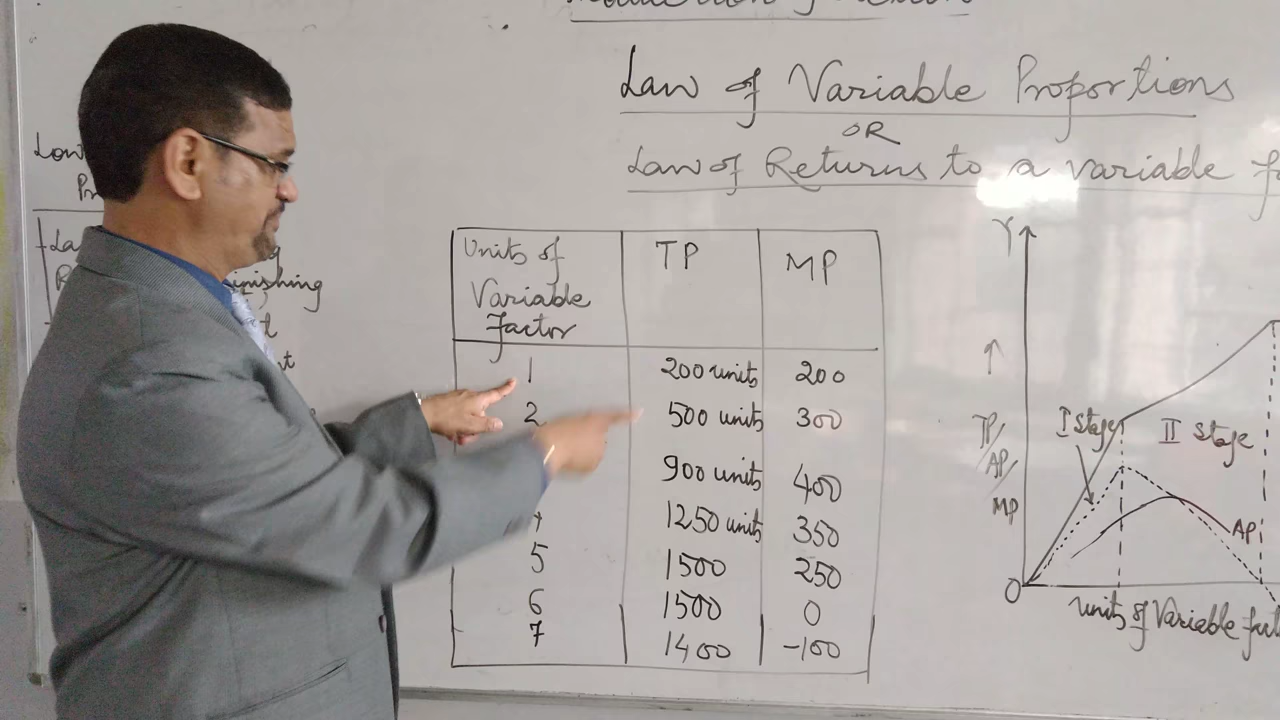 Law of Variable Proportions
OR
Law of Returns to a variable
Units of Variable Factor TP MP
1 200 units 200
2 500 units 300
900 units 400
1250 units 350
5 1500 250
6 1500 0
7 1400 -100
Y
TP/
AP/
MP
I stage
II stage
AP
O
units of Variable